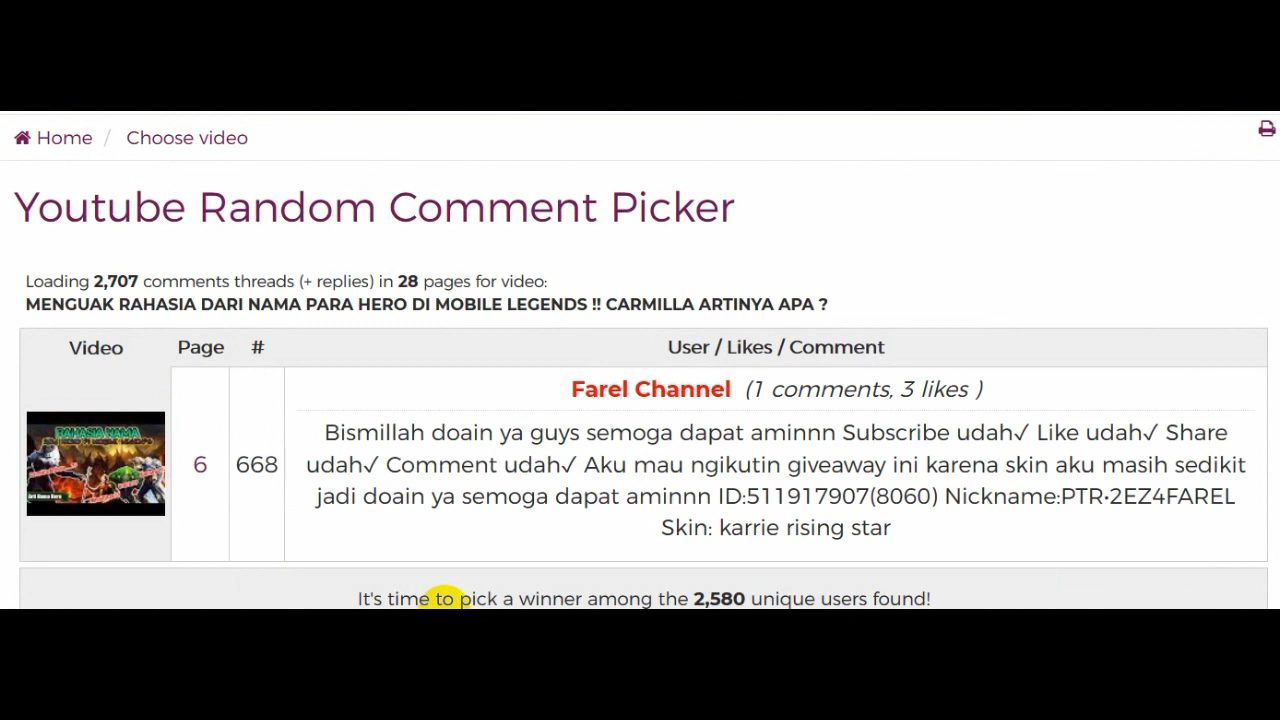 Home / Choose video
Youtube Random Comment Picker
Loading 2,707 comments threads (+ replies) in 28 pages for video:
MENGUAK RAHASIA DARI NAMA PARA HERO DI MOBILE LEGENDS !! CARMILLA ARTINYA APA ?
Video Page # User / Likes / Comment
Farel Channel (1 comments, 3 likes )
RAHASIA NAMA
6 668
Bismillah doain ya guys semoga dapat aminnn Subscribe udah✓ Like udah✓ Share
udah✓ Comment udah✓ Aku mau ngikutin giveaway ini karena skin aku masih sedikit
jadi doain ya semoga dapat aminnn ID:511917907(8060) Nickname:PTR•2EZ4FAREL
Skin: karrie rising star
It's time to pick a winner among the 2,580 unique users found!